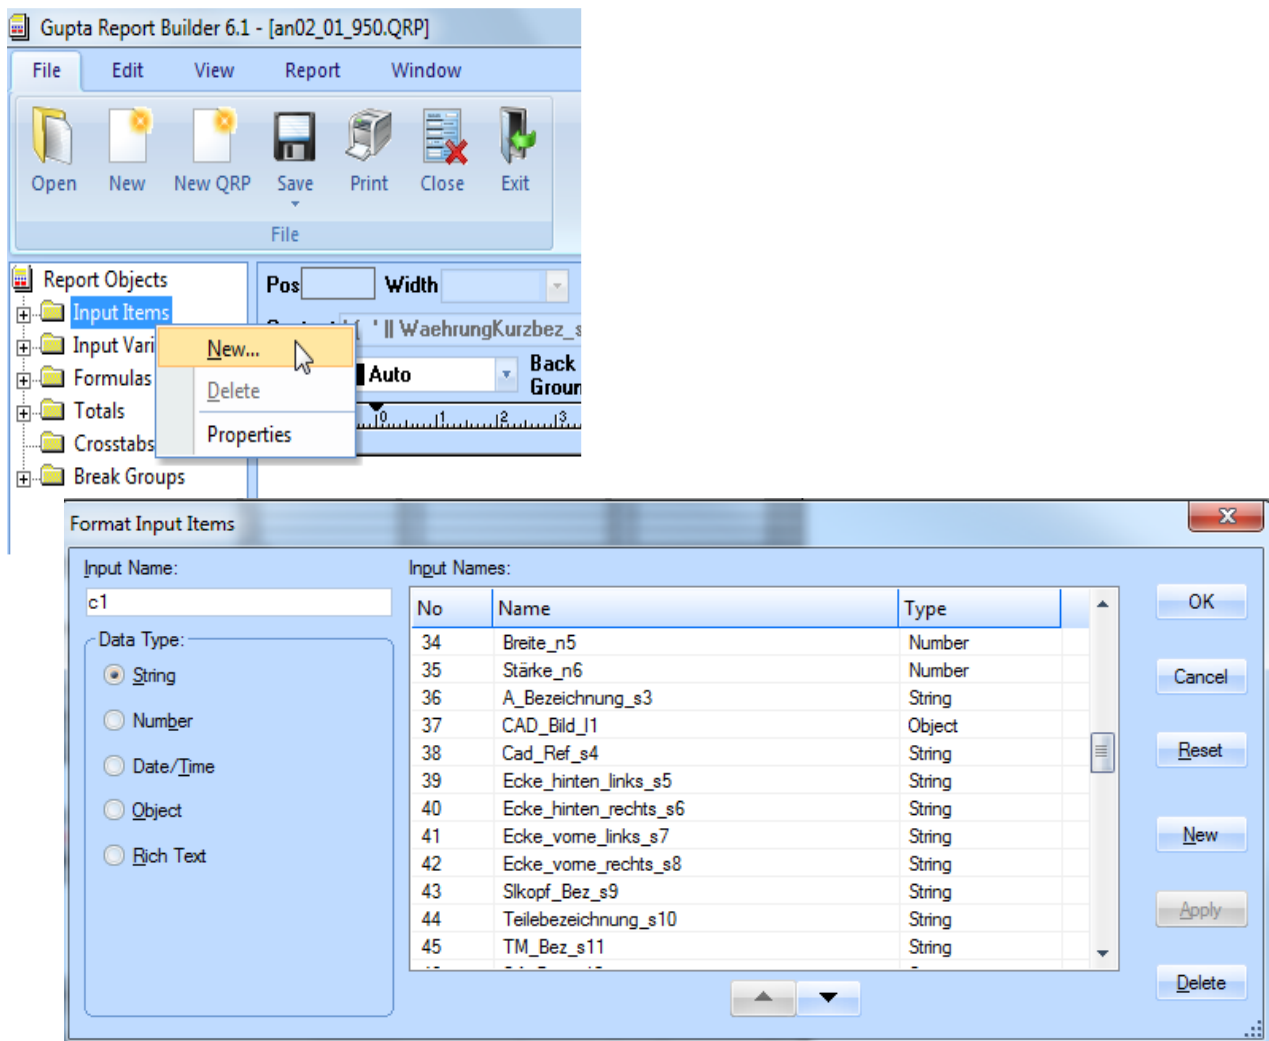 Gupta Report Builder 6.1 - [an02_01_950.QRP]
File Edit View Report Window
Open New New QRP Save Print Close Exit
File
Report Objects
Input Items
Input Vari
Formulas
Totals
Crosstabs
Break Groups
New...
Delete
Properties
Pos Width
' || WaehrungKurzbez_s
Auto Back
Groun
0 1 2 3
Format Input Items
Input Name:
c1
Data Type:
String
Number
Date/Time
Object
Rich Text
Input Names:
No Name Type
34 Breite_n5 Number
35 Stärke_n6 Number
36 A_Bezeichnung_s3 String
37 CAD_Bild_l1 Object
38 Cad_Ref_s4 String
39 Ecke_hinten_links_s5 String
40 Ecke_hinten_rechts_s6 String
41 Ecke_vorne_links_s7 String
42 Ecke_vorne_rechts_s8 String
43 Slkopf_Bez_s9 String
44 Teilebezeichnung_s10 String
45 TM_Bez_s11 String
OK
Cancel
Reset
New
Apply
Delete